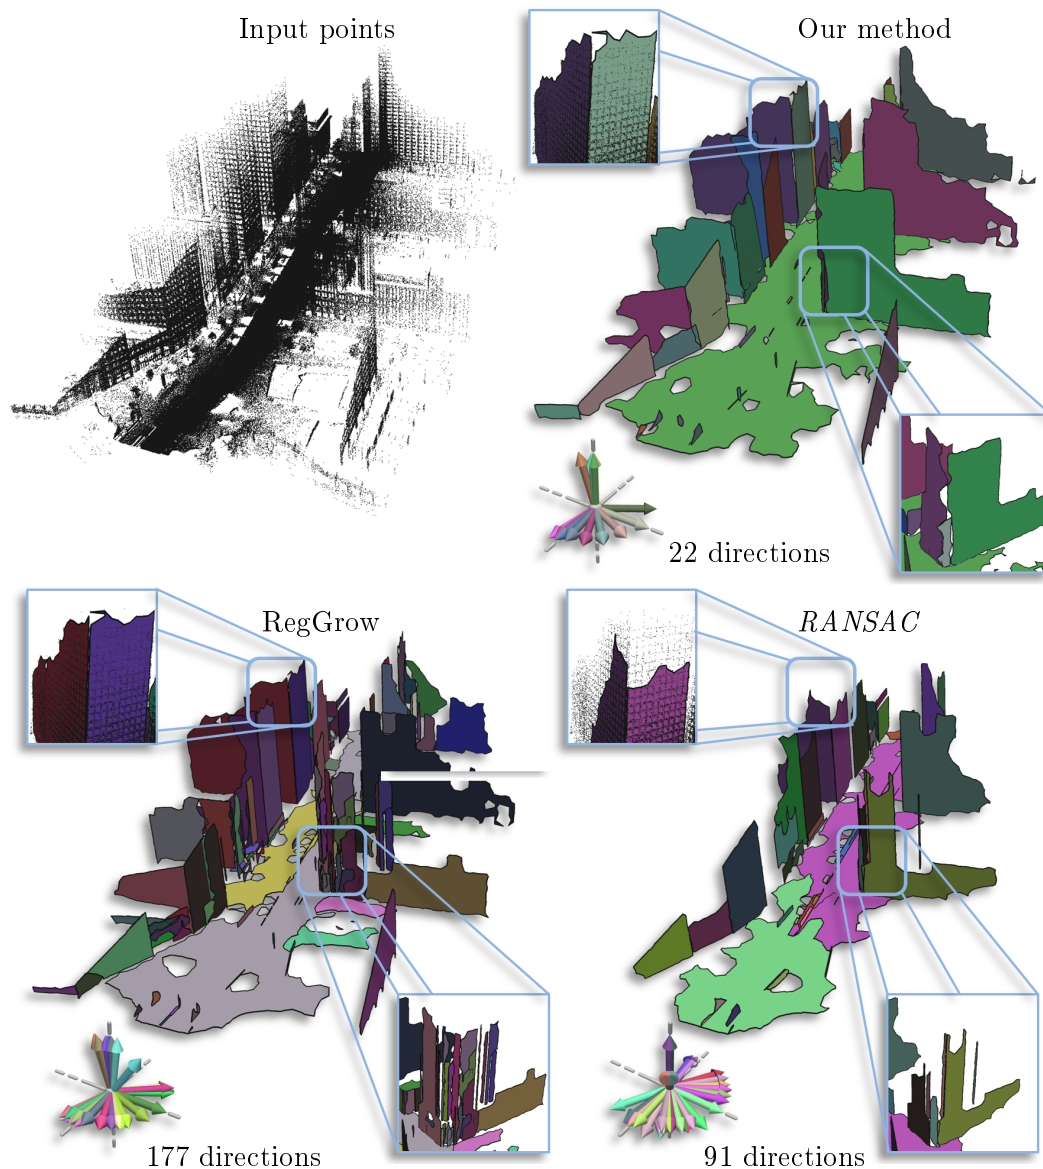 Input points
Our method
22 directions
RegGrow
RANSAC
177 directions
91 directions